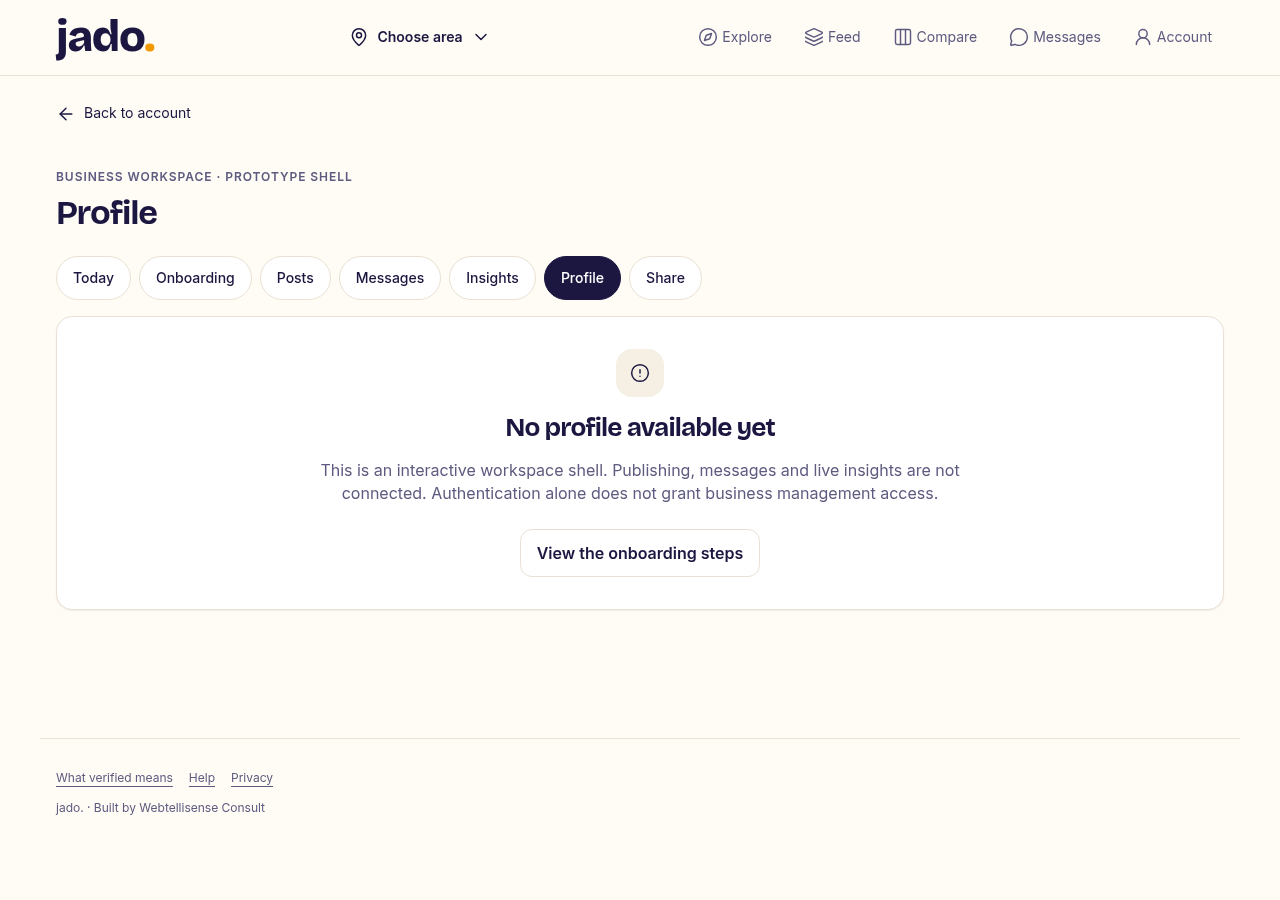 jado.
Choose area
Explore
Feed
Compare
Messages
Account
Back to account
BUSINESS WORKSPACE · PROTOTYPE SHELL
Profile
Today
Onboarding
Posts
Messages
Insights
Profile
Share
No profile available yet
This is an interactive workspace shell. Publishing, messages and live insights are not
connected. Authentication alone does not grant business management access.
View the onboarding steps
What verified means
Help
Privacy
jado. · Built by Webtellisense Consult